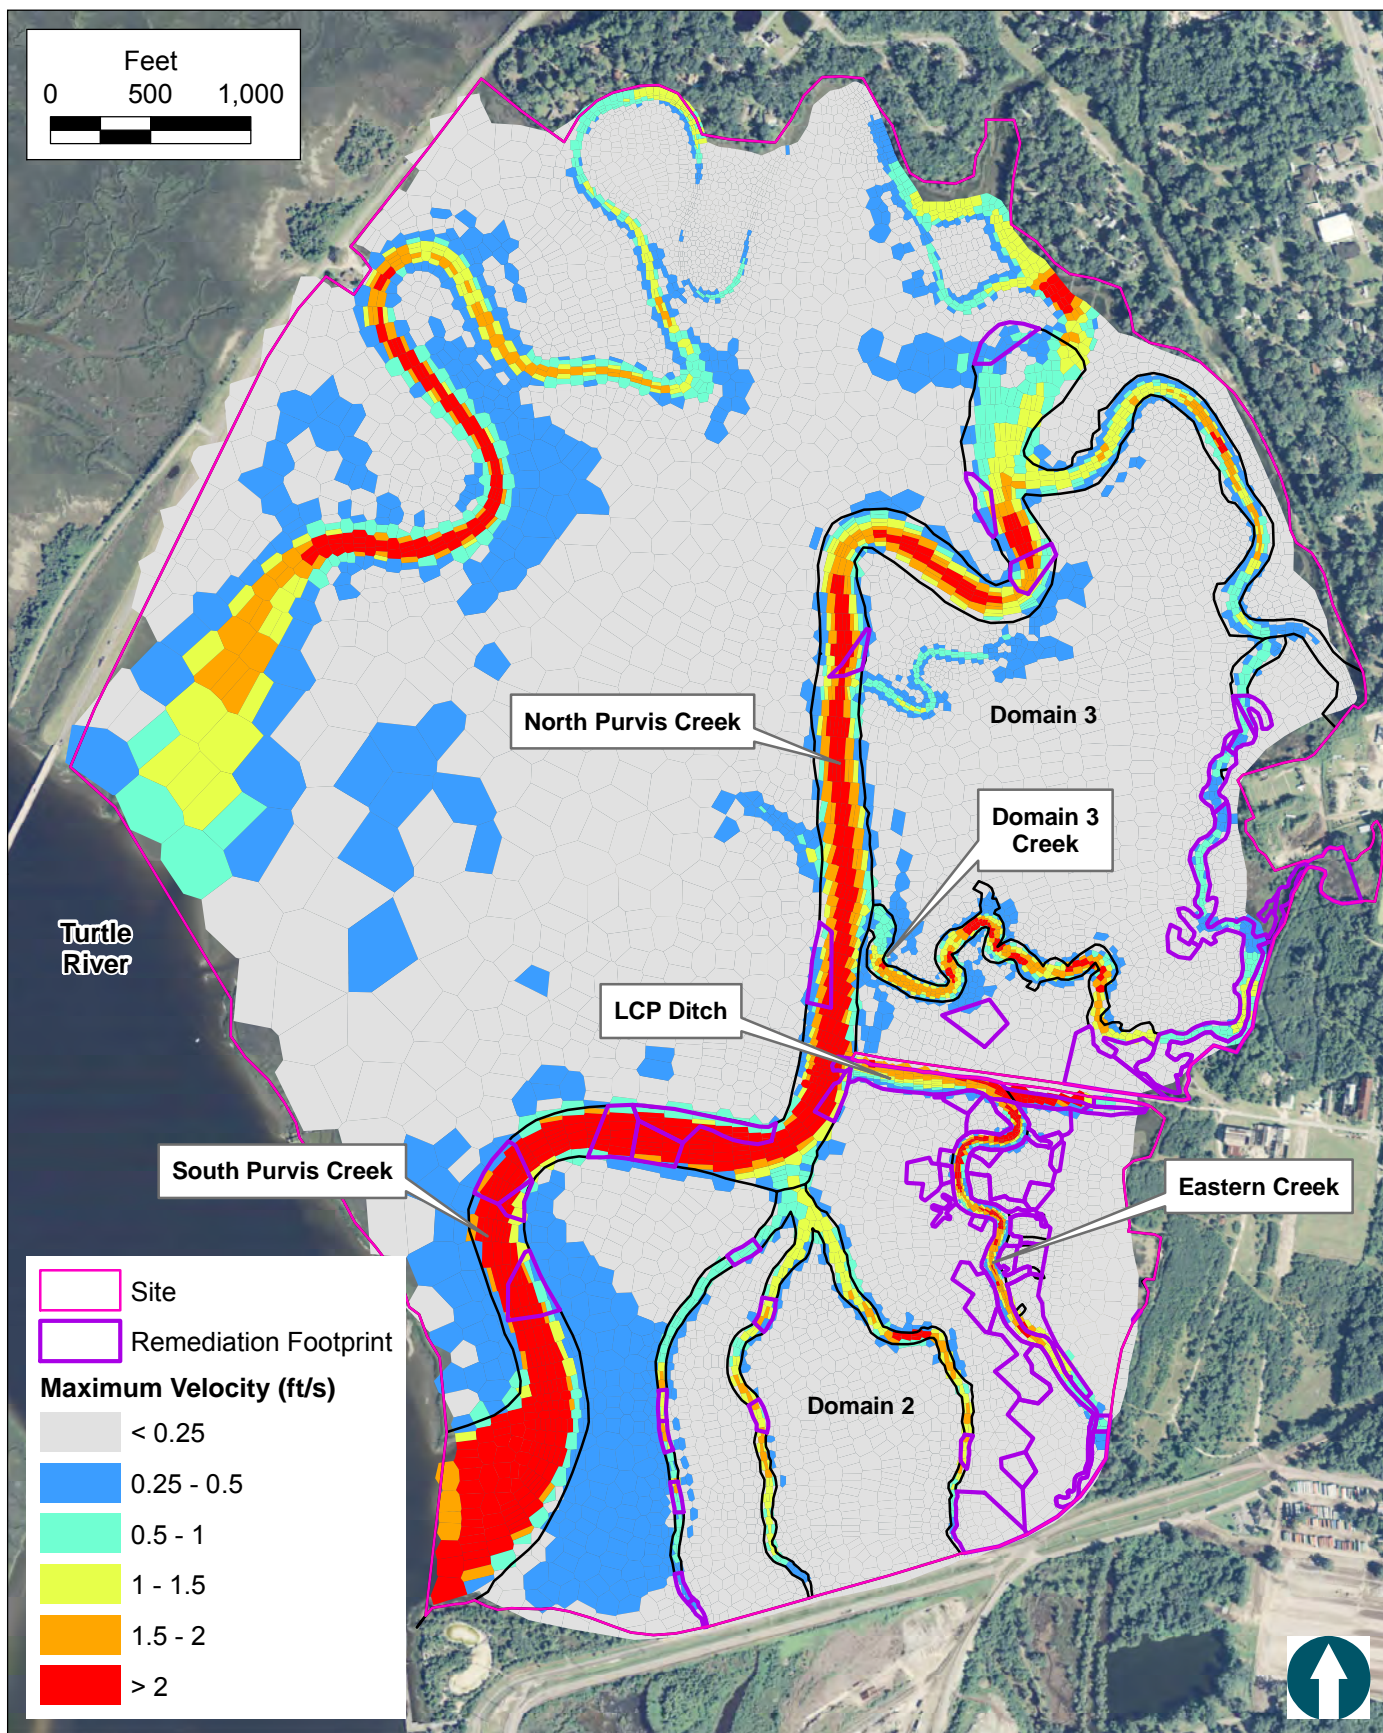 Feet
0 500 1,000
North Purvis Creek
Domain 3
Domain 3
Creek
Turtle
River
LCP Ditch
South Purvis Creek
Eastern Creek
Domain 2
Site
Remediation Footprint
Maximum Velocity (ft/s)
< 0.25
0.25 - 0.5
0.5 - 1
1 - 1.5
1.5 - 2
> 2